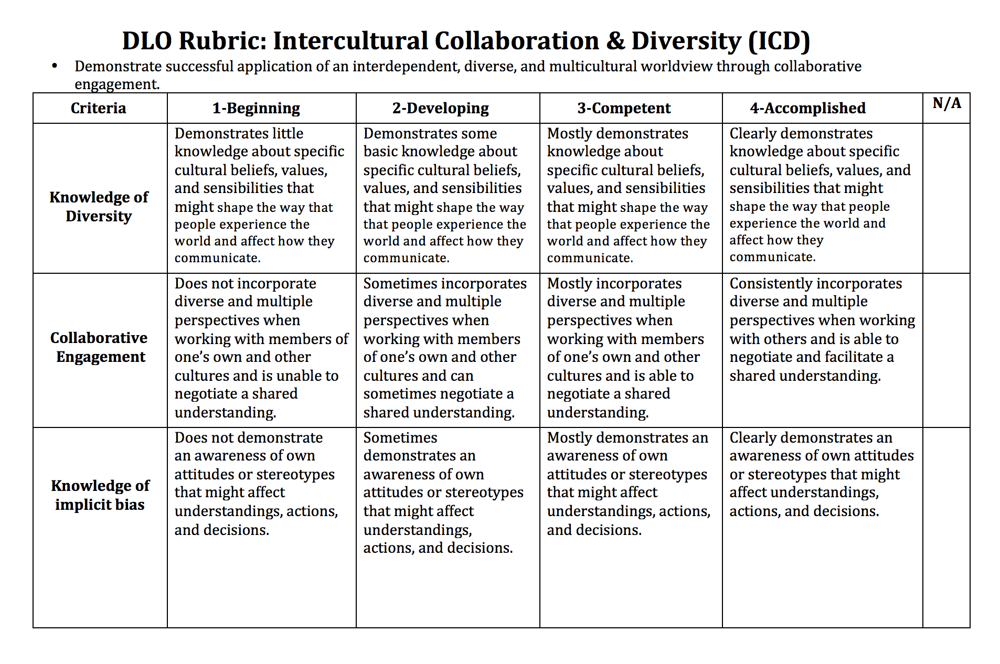 DLO Rubric: Intercultural Collaboration & Diversity (ICD)
• Demonstrate successful application of an interdependent, diverse, and multicultural worldview through collaborative
engagement.
Criteria
1-Beginning
2-Developing
3-Competent
4-Accomplished
N/A
Knowledge of
Diversity
Demonstrates little
knowledge about specific
cultural beliefs, values,
and sensibilities that
might shape the way that
people experience the
world and affect how they
communicate.
Demonstrates some
basic knowledge about
specific cultural beliefs,
values, and sensibilities
that might shape the way
that people experience the
world and affect how they
communicate.
Mostly demonstrates
knowledge about
specific cultural beliefs,
values, and sensibilities
that might shape the way
that people experience the
world and affect how they
communicate.
Clearly demonstrates
knowledge about specific
cultural beliefs, values, and
sensibilities that might
shape the way that people
experience the world and
affect how they
communicate.
Collaborative
Engagement
Does not incorporate
diverse and multiple
perspectives when
working with members of
one’s own and other
cultures and is unable to
negotiate a shared
understanding.
Sometimes incorporates
diverse and multiple
perspectives when
working with members
of one’s own and other
cultures and can
sometimes negotiate a
shared understanding.
Mostly incorporates
diverse and multiple
perspectives when
working with members
of one’s own and other
cultures and is able to
negotiate a shared
understanding.
Consistently incorporates
diverse and multiple
perspectives when working
with others and is able to
negotiate and facilitate a
shared understanding.
Knowledge of
implicit bias
Does not demonstrate
an awareness of own
attitudes or stereotypes
that might affect
understandings, actions,
and decisions.
Sometimes
demonstrates an
awareness of own
attitudes or stereotypes
that might affect
understandings,
actions, and decisions.
Mostly demonstrates an
awareness of own
attitudes or stereotypes
that might affect
understandings, actions,
and decisions.
Clearly demonstrates an
awareness of own attitudes
or stereotypes that might
affect understandings,
actions, and decisions.